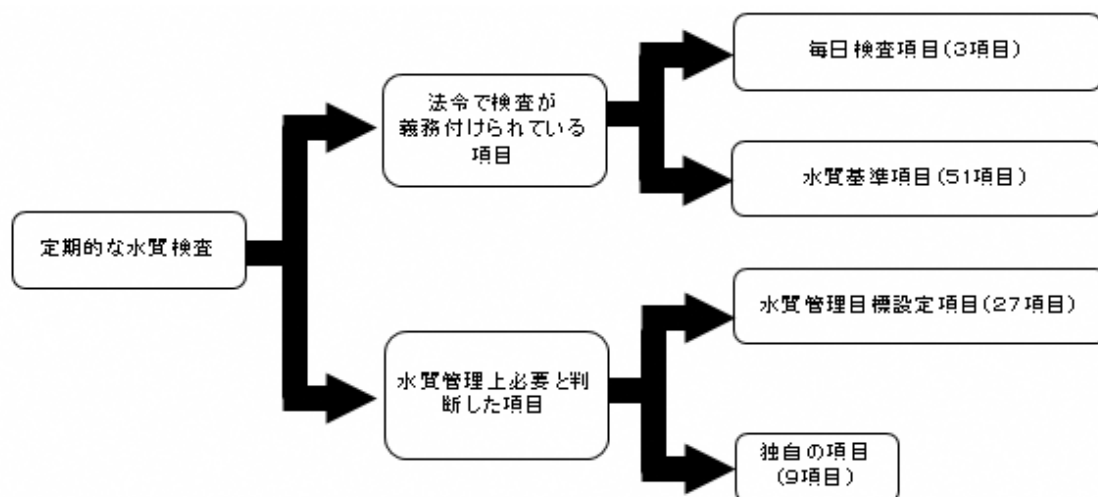 定期的な水質検査
法令で検査が
義務付けられている
項目
水質管理上必要と判
断した項目
毎日検査項目(3項目)
水質基準項目(51項目)
水質管理目標設定項目(27項目)
独自の項目
(9項目)